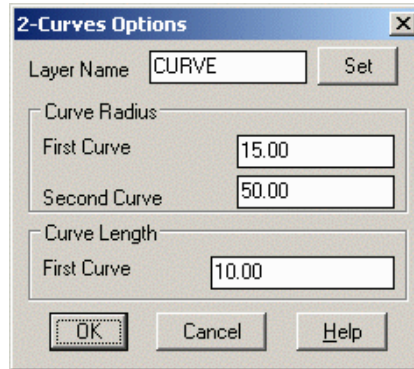 2-Curves Options
Layer Name CURVE Set
Curve Radius
First Curve 15.00
Second Curve 50.00
Curve Length
First Curve 10.00
OK Cancel Help